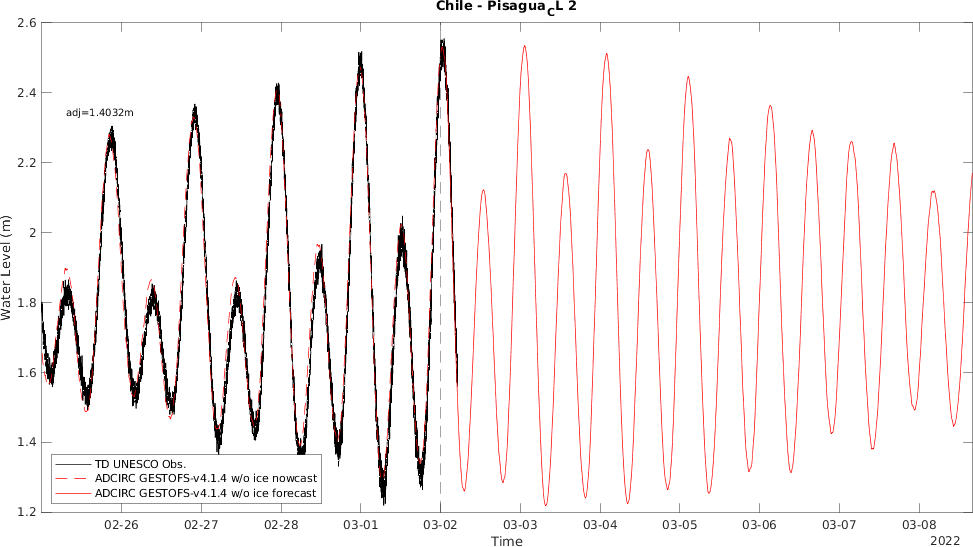 Chile - Pisagua_CL 2
2.6
2.4
adj=1.4032m
2.2
2
1.8
1.6
1.4
1.2
Water Level (m)
TD UNESCO Obs.
ADCIRC GESTOFS-v4.1.4 w/o ice nowcast
ADCIRC GESTOFS-v4.1.4 w/o ice forecast
02-26 02-27 02-28 03-01 03-02 03-03 03-04 03-05 03-06 03-07 03-08
Time
2022